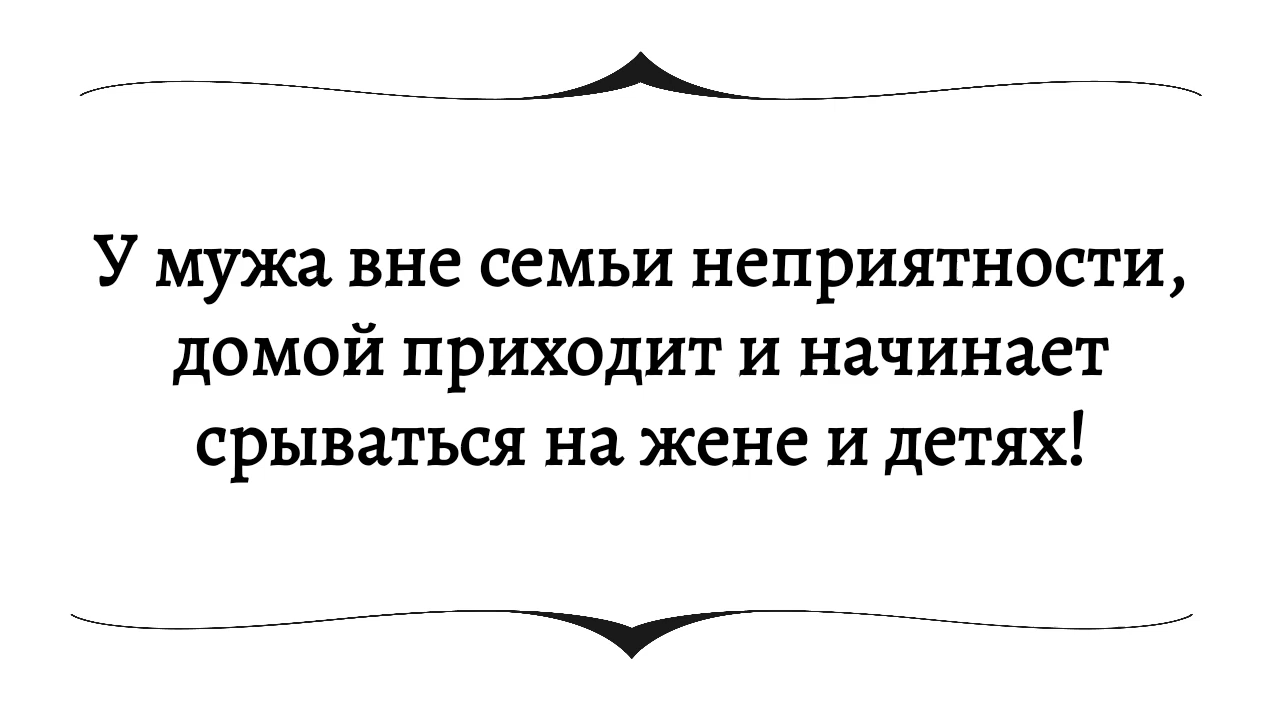 У мужа вне семьи неприятности,
домой приходит и начинает
срываться на жене и детях!